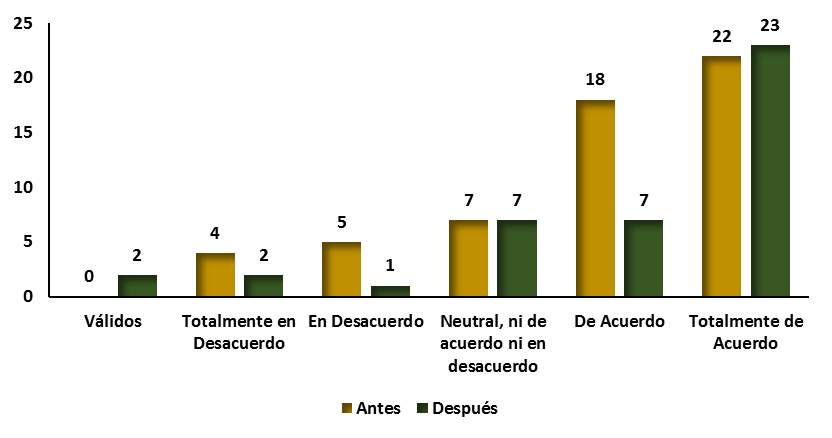 25
20
15
10
5
0
0 2
4 2
5 1
7 7
18 7
22 23
Válidos
Totalmente en
Desacuerdo
En Desacuerdo
Neutral, ni de
acuerdo ni en
desacuerdo
De Acuerdo
Totalmente de
Acuerdo
Antes Después